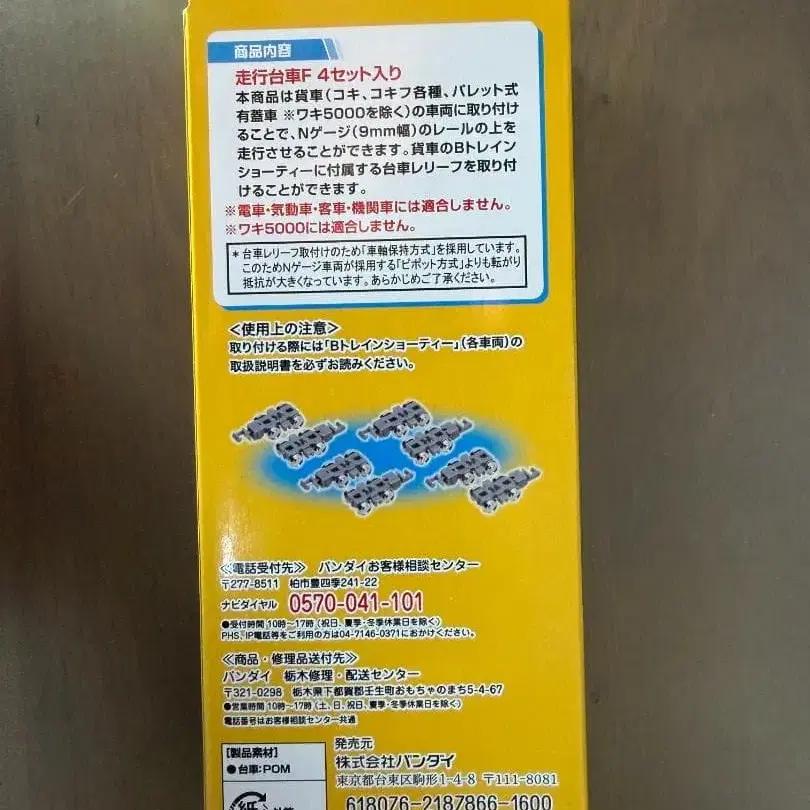 商品内容
走行台車F 4セット入り
本商品は貨車(コキ、コキフ各種、パレット式
有蓋車 ※ワキ5000を除く)の車両に取り付け
ることで、Nゲージ(9mm幅)のレールの上を
走行させることができます。貨車のBトレイン
ショーティーに付属する台車レリーフを取り付
けることができます。
※電車・気動車・客車・機関車には適合しません。
※ワキ5000には適合しません。
*台車レリーフ取付けのため「車軸保持方式」を採用しています。
このためNゲージ車両が採用する「ピボット方式」よりも転がり
抵抗が大きくなっています。あらかじめご了承ください。
＜使用上の注意＞
取り付ける際には「Bトレインショーティー」(各車両)の
取扱説明書を必ずお読みください。
≪電話受付先≫ バンダイお客様相談センター
〒277-8511 柏市豊四季241-22
ナビダイヤル 0570-041-101
●受付時間 10時〜17時(祝日、夏季・冬季休業日を除く)
PHS、IP電話等をご利用の方は04-7146-0371におかけください。
≪商品・修理品送付先≫
バンダイ 栃木修理・配送センター
〒321-0298 栃木県下都賀郡壬生町おもちゃのまち5-4-67
●営業時間 10時〜17時(土、日、祝日、夏季・冬季休業日を除く)
電話番号はお客様相談センター共通
[製品素材]
●台車:POM
発売元
株式会社バンダイ
東京都台東区駒形1-4-8 〒111-8081
618076-2187866-1600
紙